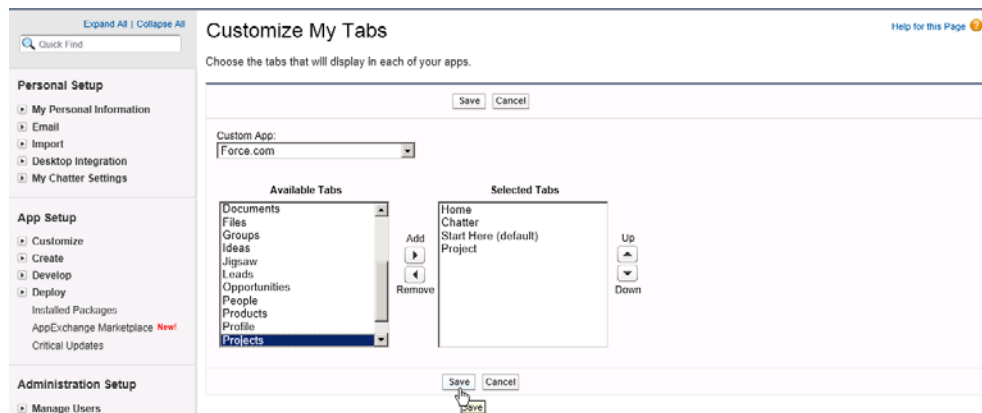 Expand All | Collapse All
Quick Find
Customize My Tabs
Help for this Page
Choose the tabs that will display in each of your apps.
Personal Setup
My Personal Information
Email
Import
Desktop Integration
My Chatter Settings
App Setup
Customize
Create
Develop
Deploy
Installed Packages
AppExchange Marketplace New!
Critical Updates
Administration Setup
Manage Users
Save Cancel
Custom App:
Force.com
Available Tabs
Documents
Files
Groups
Ideas
Jigsaw
Leads
Opportunities
People
Products
Profile
Projects
Add
Remove
Selected Tabs
Home
Chatter
Start Here (default)
Project
Up
Down
Save Cancel
Save